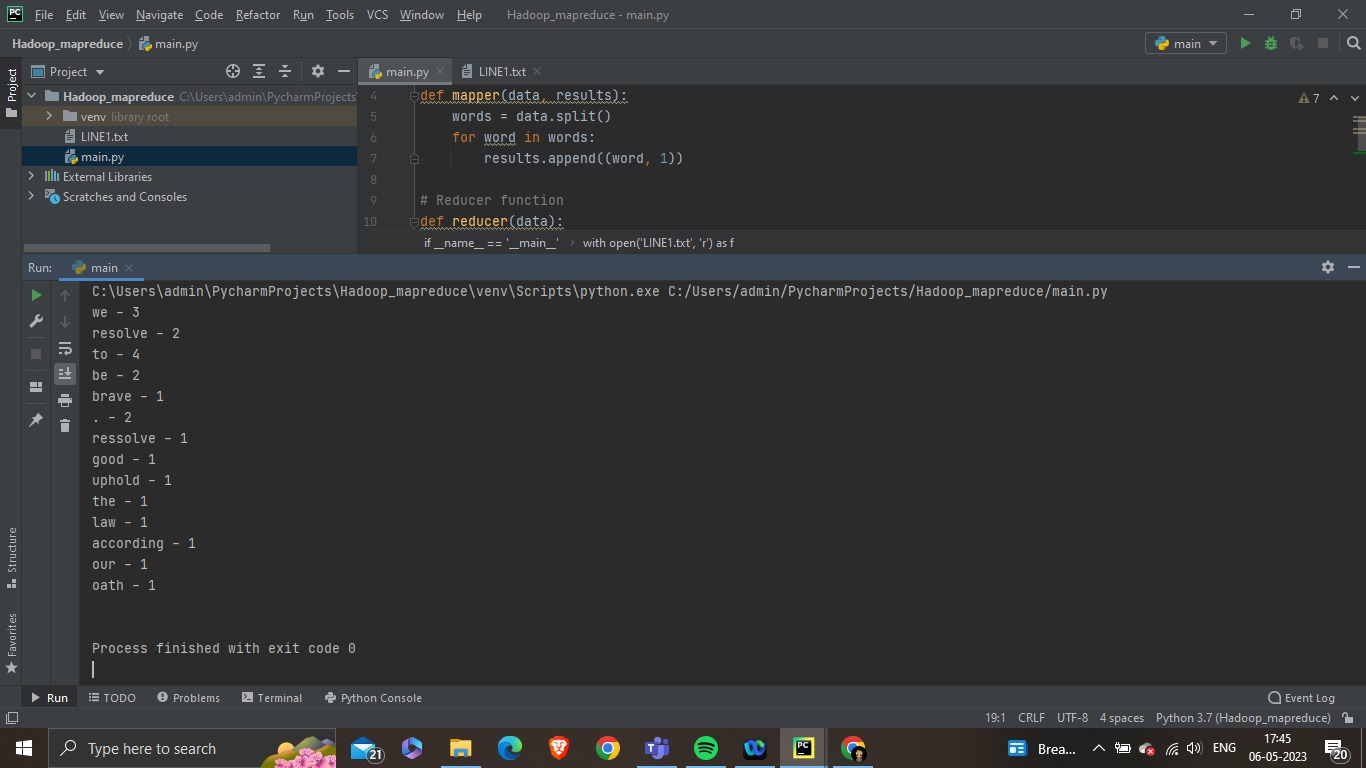 PC File Edit View Navigate Code Refactor Run Tools VCS Window Help Hadoop_mapreduce - main.py
Hadoop_mapreduce main.py main
Project main.py LINE1.txt
Project
Hadoop_mapreduce C:\Users\admin\PycharmProjects
venv library root
LINE1.txt
main.py
External Libraries
Scratches and Consoles
7
4 def mapper(data, results):
5 words = data.split()
6 for word in words:
7 results.append((word, 1))
8
9 # Reducer function
10 def reducer(data):
if __name__ == '__main__' with open('LINE1.txt', 'r') as f
Run: main
C:\Users\admin\PycharmProjects\Hadoop_mapreduce\venv\Scripts\python.exe C:/Users/admin/PycharmProjects/Hadoop_mapreduce/main.py
we - 3
resolve - 2
to - 4
be - 2
brave - 1
. - 2
ressolve - 1
good - 1
uphold - 1
the - 1
law - 1
according - 1
our - 1
oath - 1
Process finished with exit code 0
Structure
Favorites
Run TODO Problems Terminal Python Console Event Log
19:1 CRLF UTF-8 4 spaces Python 3.7 (Hadoop_mapreduce)
Type here to search 21 PC Brea... ENG 17:45
06-05-2023 20